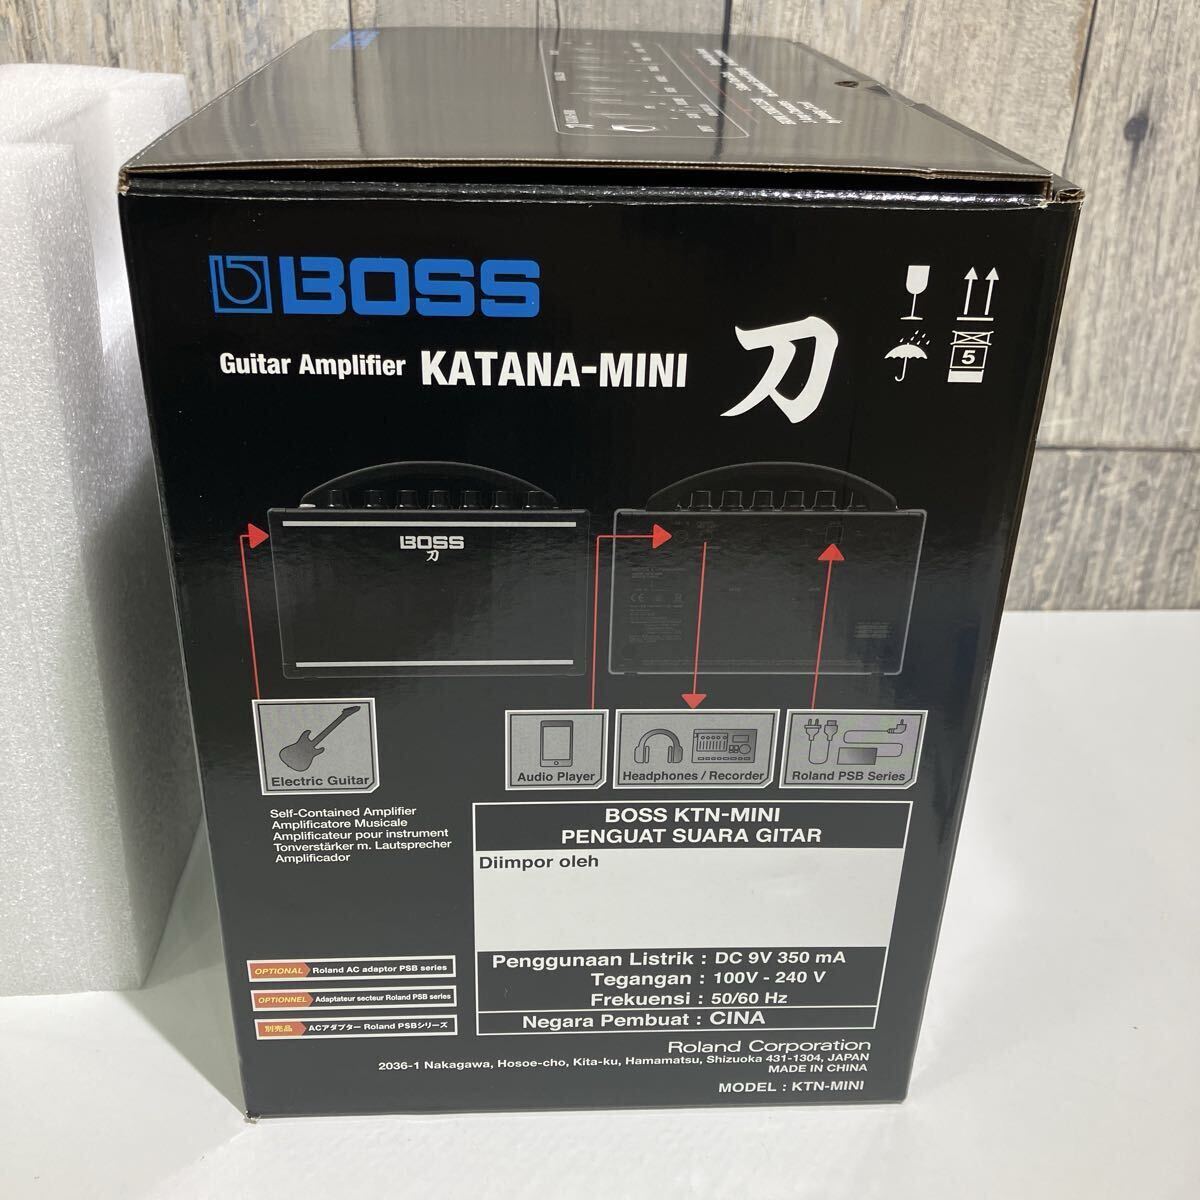 BOSS
Guitar Amplifier KATANA-MINI 刀
5
BOSS
刀
Electric Guitar
Audio Player
Headphones / Recorder
Roland PSB Series
Self-Contained Amplifier
Amplificatore Musicale
Amplificateur pour instrument
Tonverstärker m. Lautsprecher
Amplificador
BOSS KTN-MINI
PENGUAT SUARA GITAR
Diimpor oleh
Penggunaan Listrik : DC 9V 350 mA
Tegangan : 100V - 240 V
Frekuensi : 50/60 Hz
Negara Pembuat : CINA
OPTIONAL Roland AC adaptor PSB series
OPTIONNEL Adaptateur secteur Roland PSB series
別売品 ACアダプター Roland PSBシリーズ
Roland Corporation
2036-1 Nakagawa, Hosoe-cho, Kita-ku, Hamamatsu, Shizuoka 431-1304, JAPAN
MADE IN CHINA
MODEL : KTN-MINI